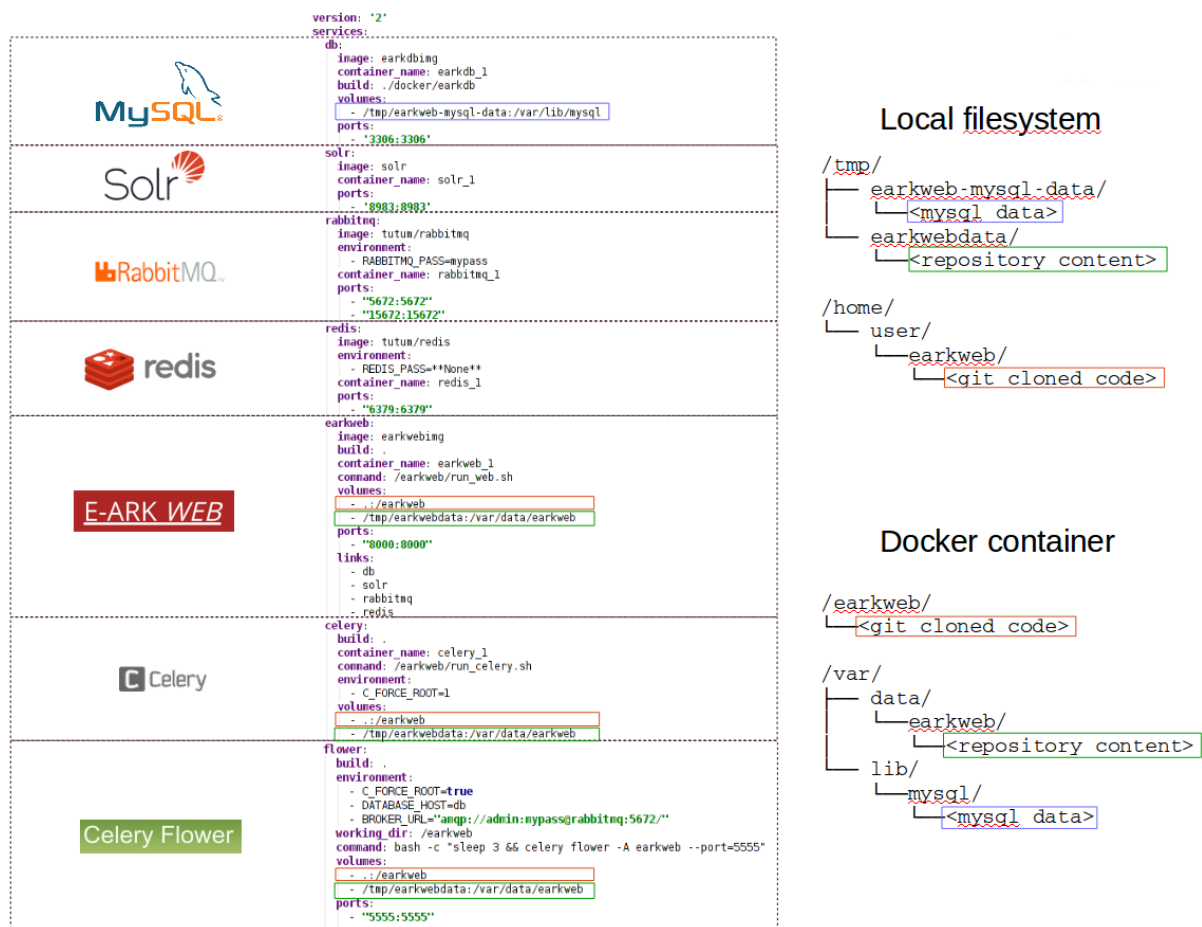 version: '2'
services:
MySQL®
db:
image: earkdbimg
container_name: earkdb_1
build: ./docker/earkdb
volumes:
- /tmp/earkweb-mysql-data:/var/lib/mysql
ports:
- '3306:3306'
Solr
solr:
image: solr
container_name: solr_1
ports:
- '8983:8983'
RabbitMQ
rabbitmq:
image: tutum/rabbitmq
environment:
- RABBITMQ_PASS=mypass
container_name: rabbitmq_1
ports:
- "5672:5672"
- "15672:15672"
redis
redis:
image: tutum/redis
environment:
- REDIS_PASS=**None**
container_name: redis_1
ports:
- "6379:6379"
E-ARK WEB
earkweb:
image: earkwebimg
build: .
container_name: earkweb_1
command: /earkweb/run_web.sh
volumes:
- .:/earkweb
- /tmp/earkwebdata:/var/data/earkweb
ports:
- "8000:8000"
links:
- db
- solr
- rabbitmq
- redis
C Celery
celery:
build: .
container_name: celery_1
command: /earkweb/run_celery.sh
environment:
- C_FORCE_ROOT=1
volumes:
- .:/earkweb
- /tmp/earkwebdata:/var/data/earkweb
Celery Flower
flower:
build: .
environment:
- C_FORCE_ROOT=true
- DATABASE_HOST=db
- BROKER_URL="amqp://admin:mypass@rabbitmq:5672/"
working_dir: /earkweb
command: bash -c "sleep 3 && celery flower -A earkweb --port=5555"
volumes:
- .:/earkweb
- /tmp/earkwebdata:/var/data/earkweb
ports:
- "5555:5555"
Local filesystem
/tmp/
├── earkweb-mysql-data/
└──<mysql data>
└── earkwebdata/
└──<repository content>
/home/
└── user/
└──earkweb/
└──<git cloned code>
Docker container
/earkweb/
└──<git cloned code>
/var/
├── data/
└──earkweb/
└──<repository content>
└── lib/
└──mysql/
└──<mysql data>